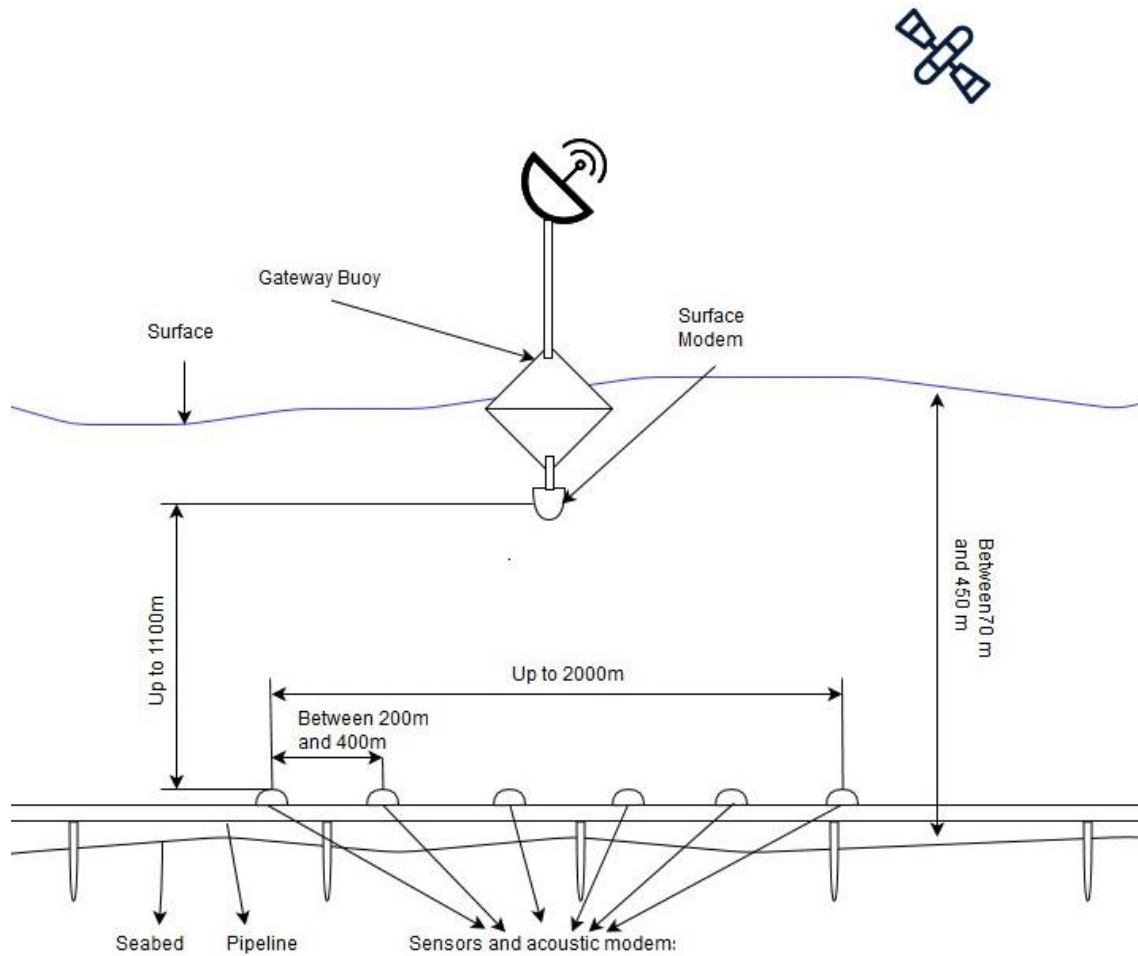 Gateway Buoy
Surface
Surface
Modem
Between70 m
and 450 m
Up to 1100m
Up to 2000m
Between 200m
and 400m
Seabed
Pipeline
Sensors and acoustic modem: